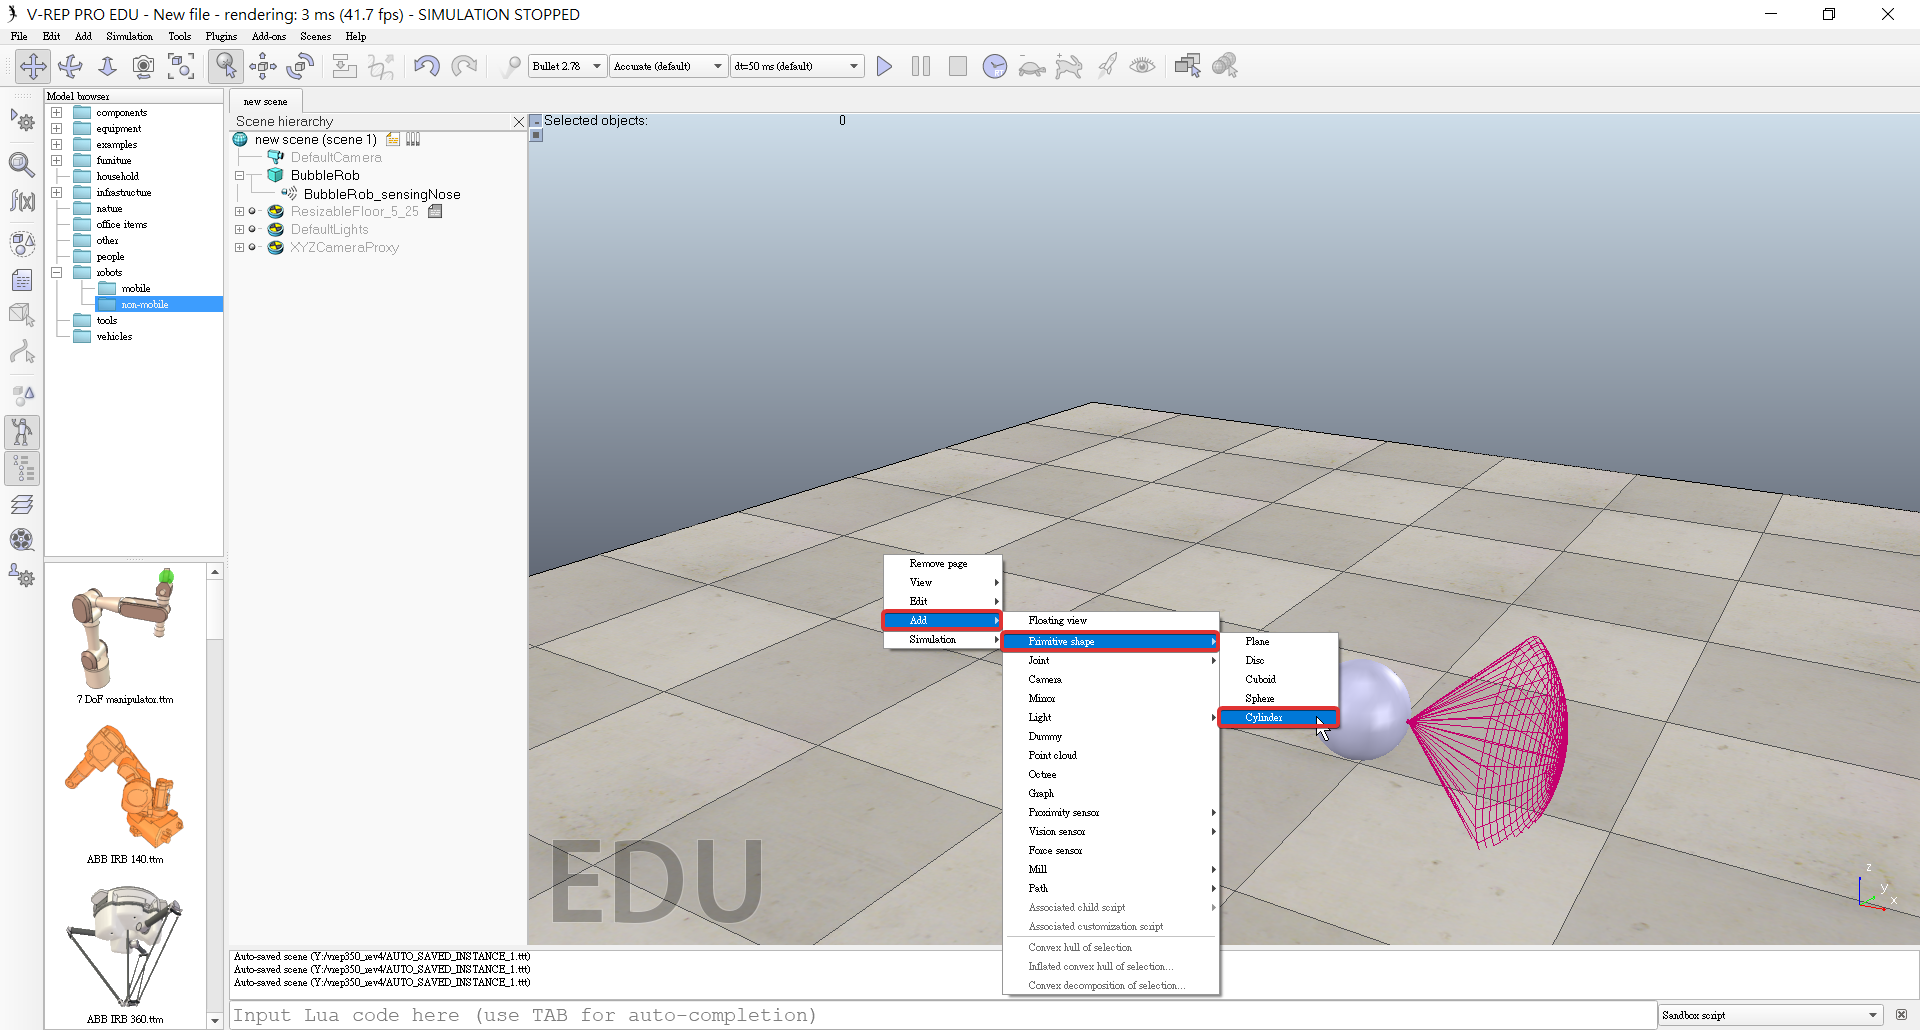 V-REP PRO EDU - New file - rendering: 3 ms (41.7 fps) - SIMULATION STOPPED
File Edit Add Simulation Tools Plugins Add-ons Scenes Help
Bullet 2.78 Accurate (default) dt=50 ms (default)
Model browser
components
equipment
examples
furniture
household
infrastructure
nature
office items
other
people
robots
mobile
non-mobile
tools
vehicles
7 DoF manipulator.ttm
ABB IRB 140.ttm
ABB IRB 360.ttm
new scene
Scene hierarchy
new scene (scene 1)
DefaultCamera
BubbleRob
BubbleRob_sensingNose
ResizableFloor_5_25
DefaultLights
XYZCameraProxy
Selected objects: 0
Remove page
View
Edit
Add
Simulation
Floating view
Primitive shape
Joint
Camera
Mirror
Light
Dummy
Point cloud
Octree
Graph
Proximity sensor
Vision sensor
Force sensor
Mill
Path
Associated child script
Associated customization script
Convex hull of selection
Inflated convex hull of selection...
Convex decomposition of selection...
Plane
Disc
Cuboid
Sphere
Cylinder
EDU
z
y
x
Auto-saved scene (Y:/vrep350_rev4/AUTO_SAVED_INSTANCE_1.ttt)
Auto-saved scene (Y:/vrep350_rev4/AUTO_SAVED_INSTANCE_1.ttt)
Auto-saved scene (Y:/vrep350_rev4/AUTO_SAVED_INSTANCE_1.ttt)
Input Lua code here (use TAB for auto-completion)
Sandbox script